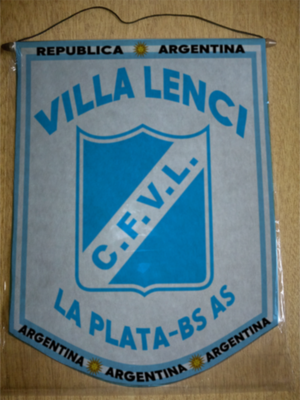 REPUBLICA ARGENTINA
VILLA LENCI
C.F.V.L.
LA PLATA-BS AS
ARGENTINA ARGENTINA ARGENTINA